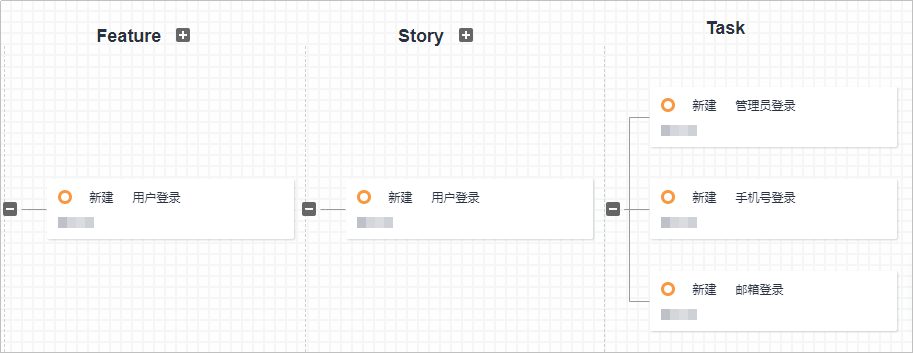 Feature
Story
Task
新建 管理员登录
新建 用户登录
新建 用户登录
新建 手机号登录
新建 邮箱登录